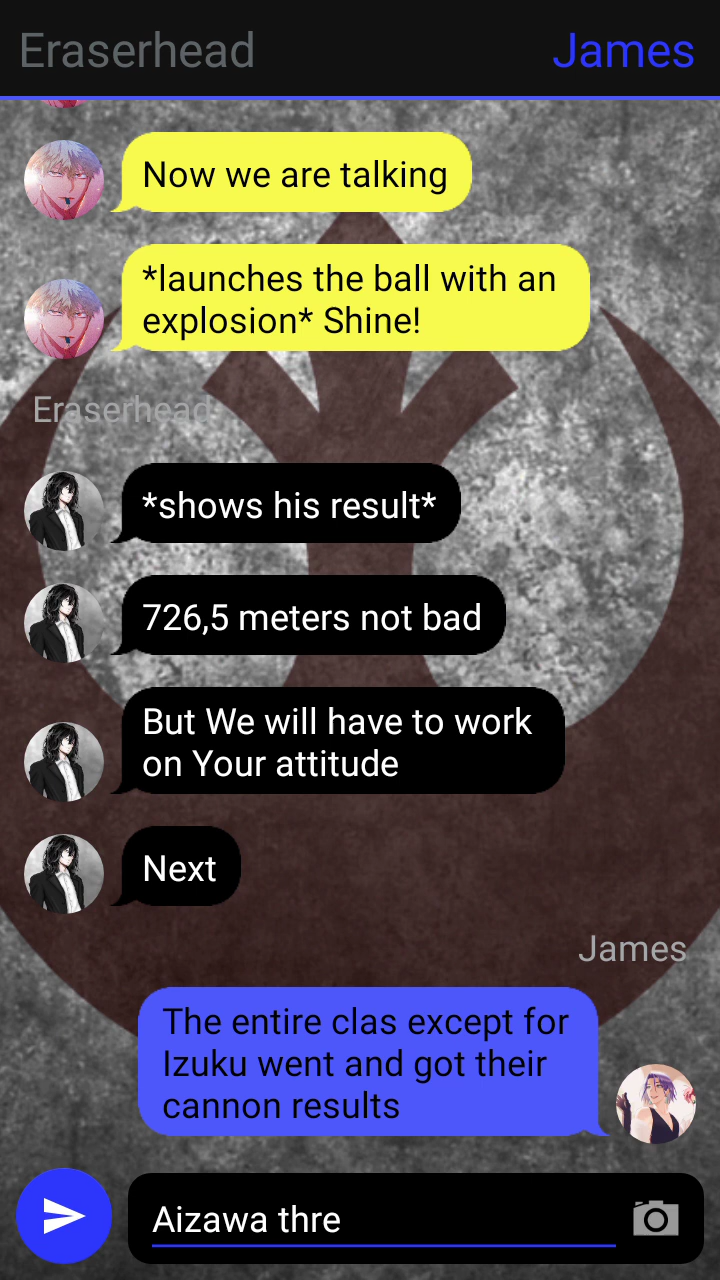 Eraserhead
James
Now we are talking
*launches the ball with an
explosion* Shine!
Eraserhead
*shows his result*
726,5 meters not bad
But We will have to work
on Your attitude
Next
James
The entire clas except for
Izuku went and got their
cannon results
Aizawa thre